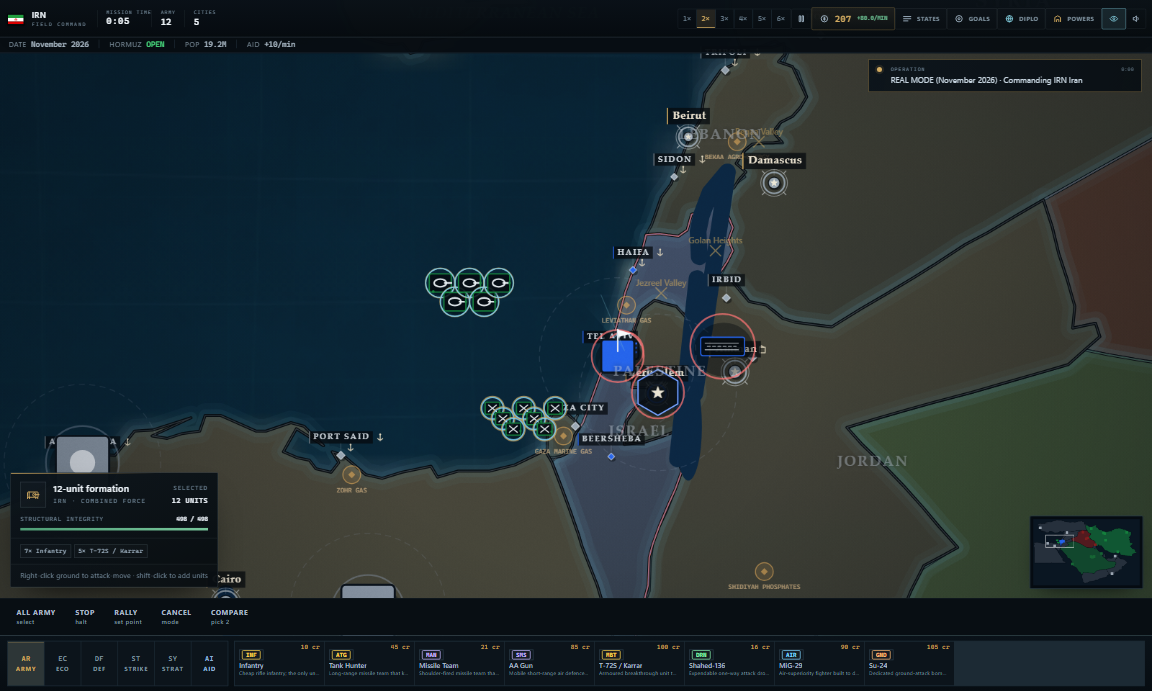 IRN
FIELD COMMAND
MISSION TIME
0:05
ARMY
12
CITIES
5
1×
2×
3×
4×
5×
6×
207 +80.0/MIN
STATES
GOALS
DIPLO
POWERS
DATE November 2026
HORMUZ OPEN
POP 19.2M
AID +10/min
OPERATION
0:00
REAL MODE (November 2026) · Commanding IRN Iran
Beirut
LEBANON
SIDON
Damascus
Golan Heights
HAIFA
Jezreel Valley
IRBID
LEVIATHAN GAS
TEL AVIV
PALESTINE
ZA CITY
ISRAEL
GAZA MARINE GAS
BEERSHEBA
PORT SAID
ZOHR GAS
JORDAN
SHIDIYAH PHOSPHATES
Cairo
12-unit formation
IRN · COMBINED FORCE
SELECTED
12 UNITS
STRUCTURAL INTEGRITY
498 / 498
7× Infantry
5× T-72S / Karrar
Right-click ground to attack-move · shift-click to add units
ALL ARMY
select
STOP
halt
RALLY
set point
CANCEL
mode
COMPARE
pick 2
AR
ARMY
EC
ECO
DF
DEF
ST
STRIKE
SY
STRAT
AI
AID
INF
10 cr
Infantry
Cheap rifle infantry, the only un...
ATG
45 cr
Tank Hunter
Long-range missile team that k...
MAN
21 cr
Missile Team
Shoulder-fired missile team tha...
SMS
85 cr
AA Gun
Mobile short-range air defence...
MBT
100 cr
T-72S / Karrar
Armoured breakthrough unit t...
DRN
16 cr
Shahed-136
Expendable one-way attack dro...
AIR
90 cr
MIG-29
Air-superiority fighter built to d...
GND
105 cr
Su-24
Dedicated ground-attack bom...